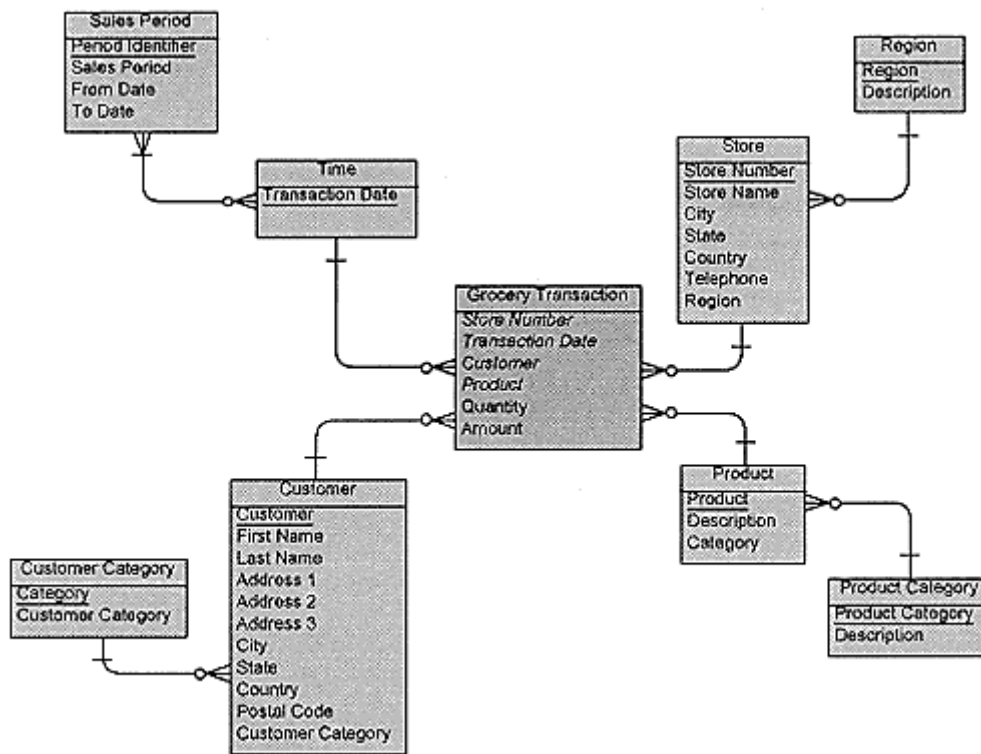 Sales Period
Period Identifier
Sales Period
From Date
To Date
Region
Region
Description
Time
Transaction Date
Store
Store Number
Store Name
City
State
Country
Telephone
Region
Grocery Transaction
Store Number
Transaction Date
Customer
Product
Quantity
Amount
Customer
Customer
First Name
Last Name
Address 1
Address 2
Address 3
City
State
Country
Postal Code
Customer Category
Product
Product
Description
Category
Customer Category
Category
Customer Category
Product Category
Product Category
Description